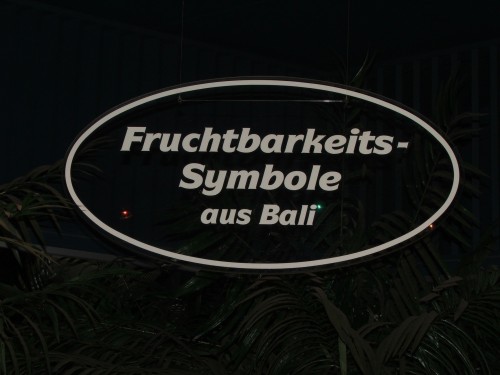 Fruchtbarkeits-
Symbole
aus Bali